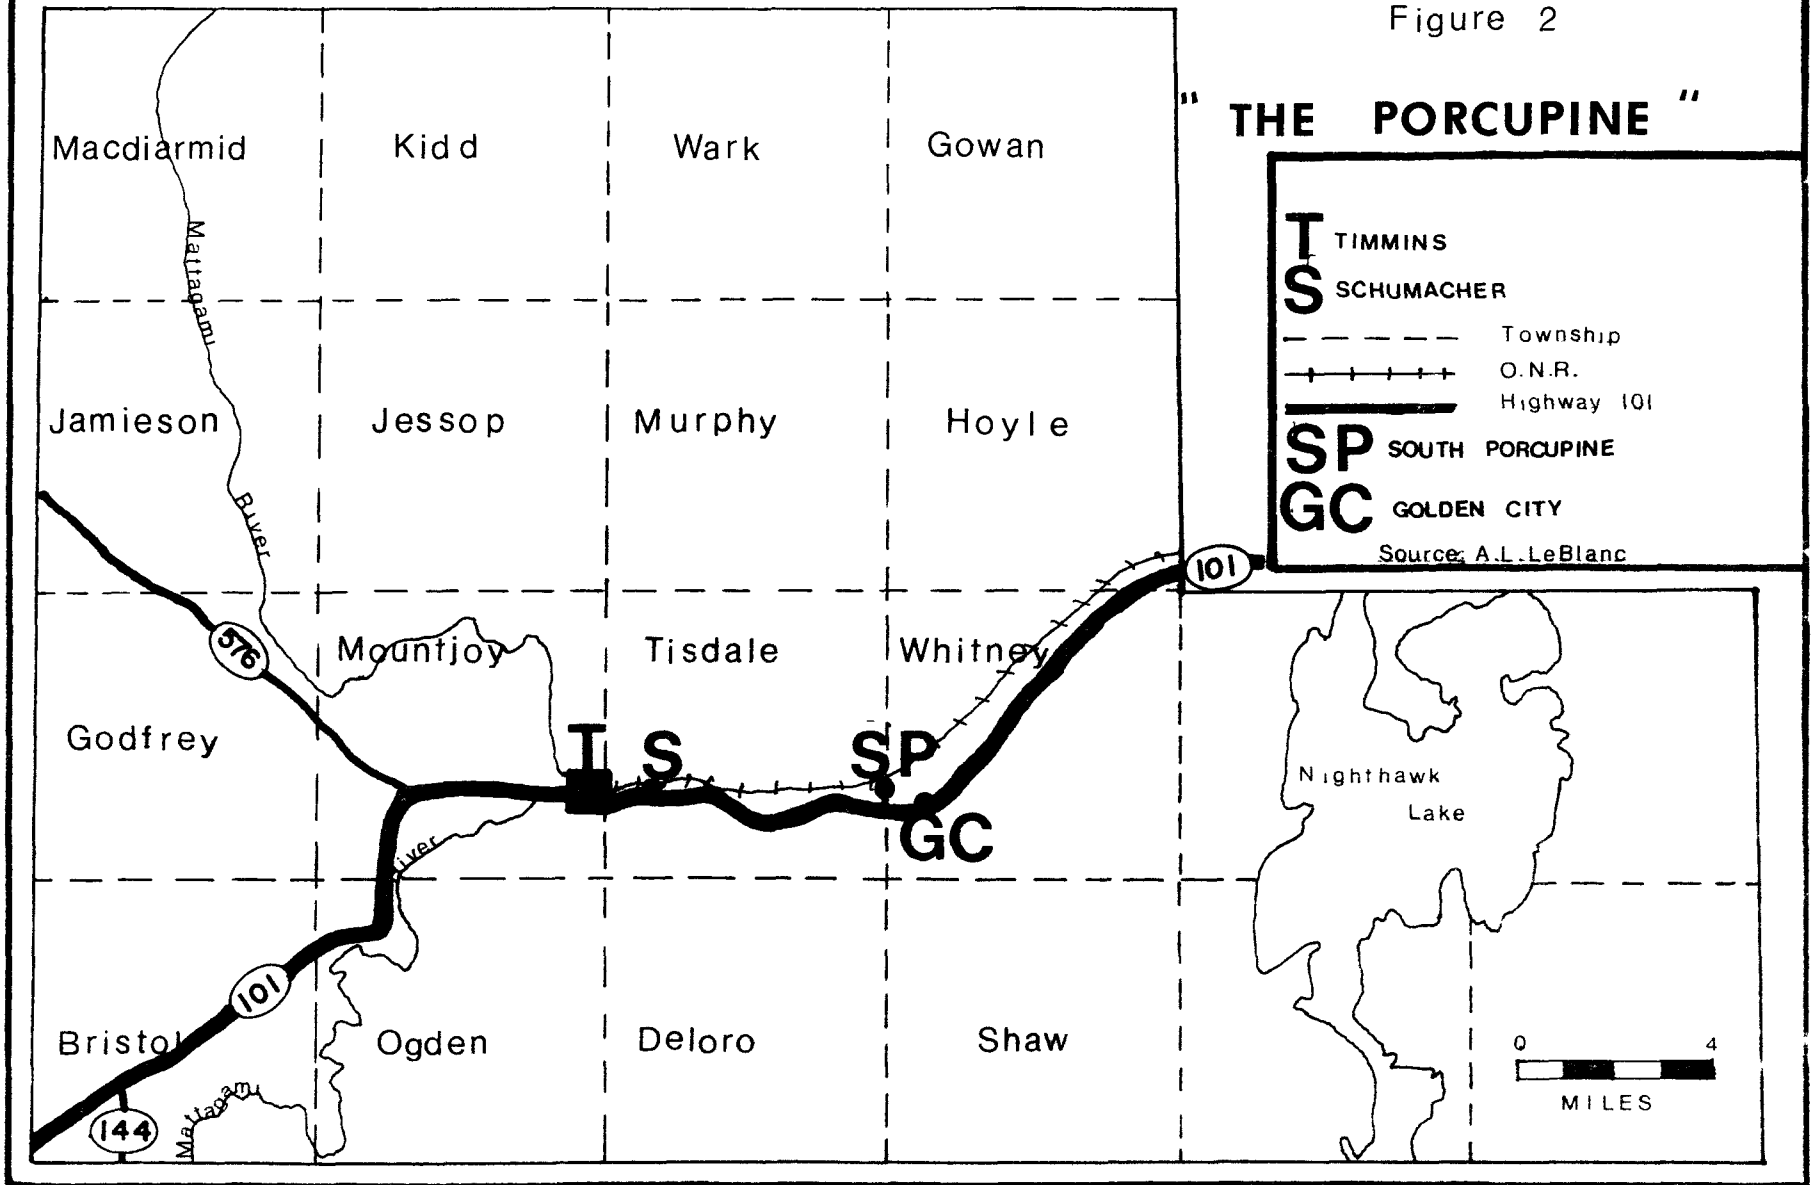 Figure 2
" THE PORCUPINE "
Macdiarmid Kidd Wark Gowan
T TIMMINS
S SCHUMACHER
Township
O.N.R.
Highway 101
SP SOUTH PORCUPINE
GC GOLDEN CITY
Source: A.L.LeBlanc
Mattagami
River
Jamieson Jessop Murphy Hoyle
101
576
Mountjoy Tisdale Whitney
Godfrey
T S SP
GC
Nighthawk
Lake
iver
101
Bristol Ogden Deloro Shaw
Mattagami
144
0 4
MILES